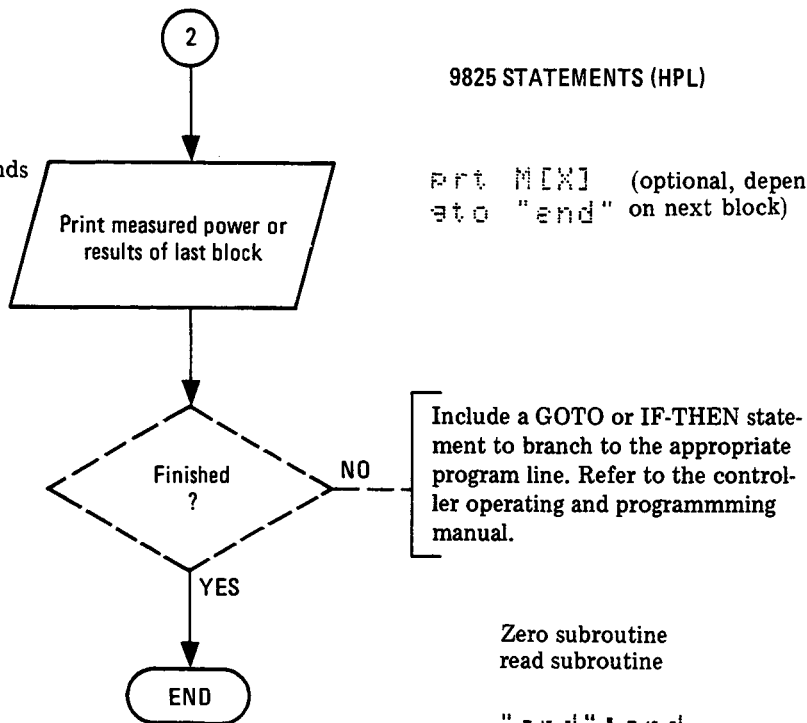 2
9825 STATEMENTS (HPL)
nds
prt M[X] (optional, depen
gto "end" on next block)
Print measured power or
results of last block
Include a GOTO or IF-THEN state-
ment to branch to the appropriate
program line. Refer to the control-
ler operating and programmming
manual.
Finished
?
NO
YES
Zero subroutine
read subroutine
END